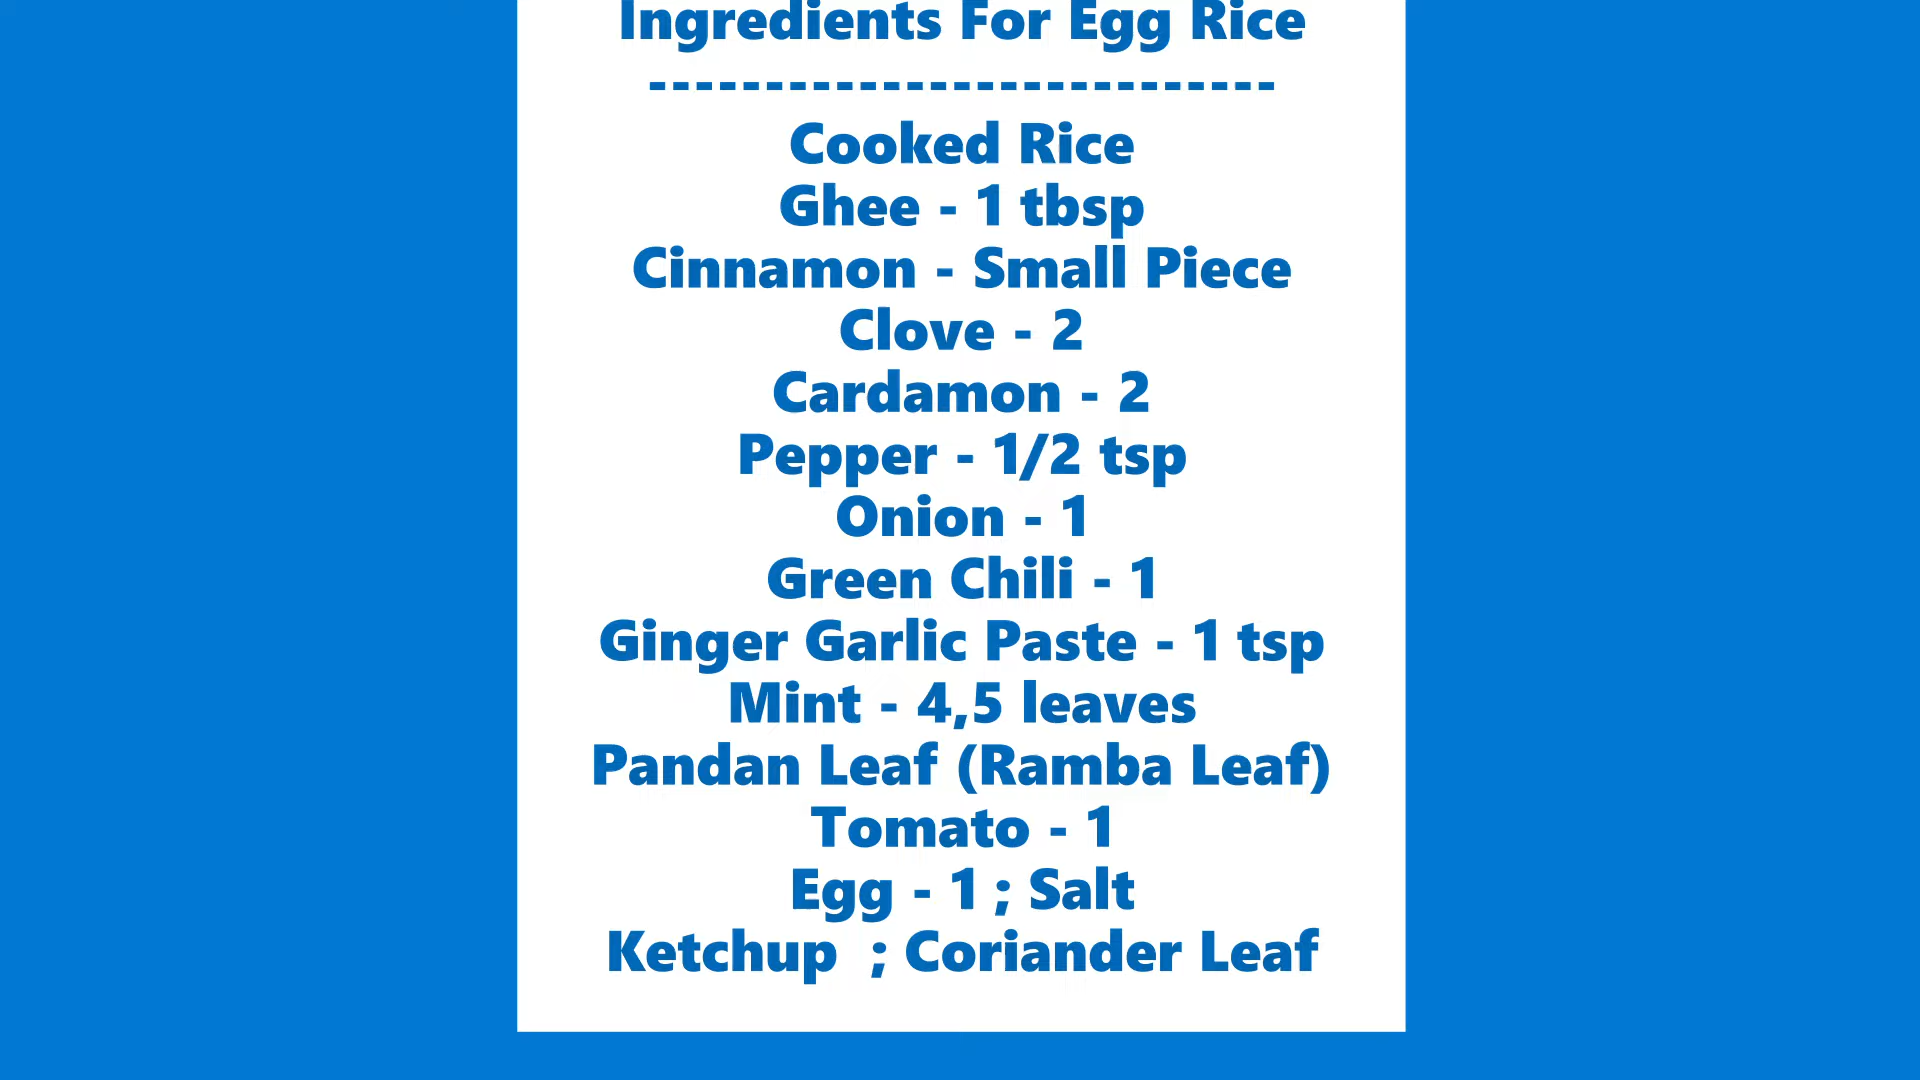 Ingredients For Egg Rice
---------------------------
Cooked Rice
Ghee - 1 tbsp
Cinnamon - Small Piece
Clove - 2
Cardamon - 2
Pepper - 1/2 tsp
Onion - 1
Green Chili - 1
Ginger Garlic Paste - 1 tsp
Mint - 4,5 leaves
Pandan Leaf (Ramba Leaf)
Tomato - 1
Egg - 1 ; Salt
Ketchup  ; Coriander Leaf